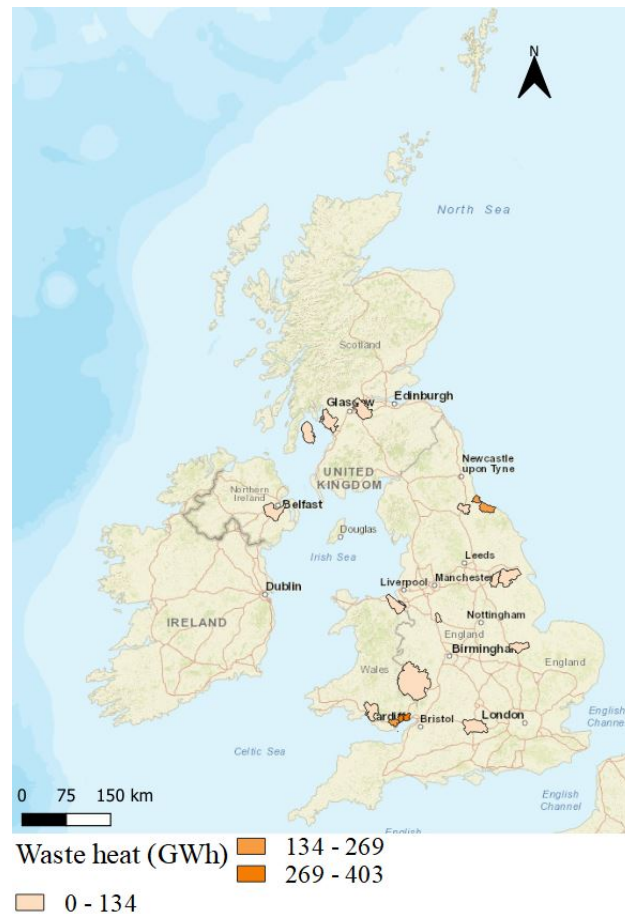 N
North Sea
Scotland
Glasgow
Edinburgh
UNITED
KINGDOM
Newcastle
upon Tyne
Northern
Ireland
Belfast
Douglas
Irish Sea
Leeds
Liverpool
Manchester
Dublin
IRELAND
Nottingham
England
Birmingham
Wales
England
Cardiff
Bristol
London
English
Channel
Celtic Sea
English
Channel
English
0 75 150 km
Waste heat (GWh)
134 - 269
269 - 403
0 - 134